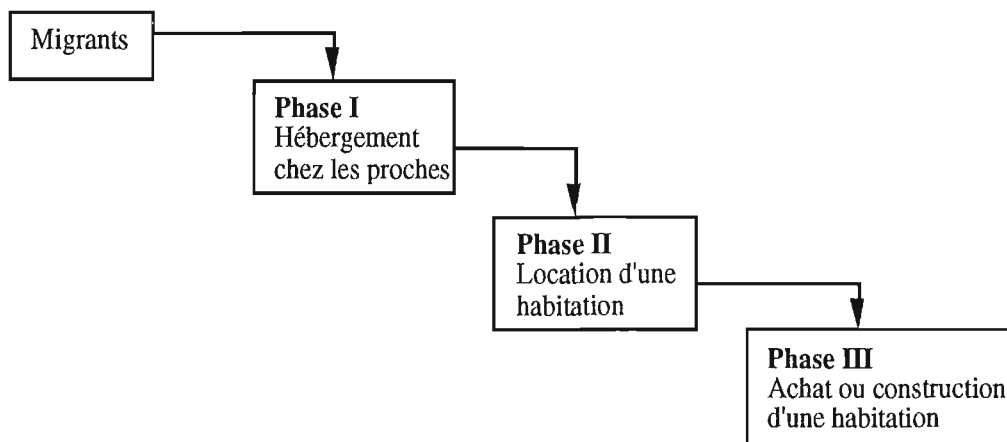 Migrants
Phase I
Hébergement
chez les proches
Phase II
Location d'une
habitation
Phase III
Achat ou construction
d'une habitation